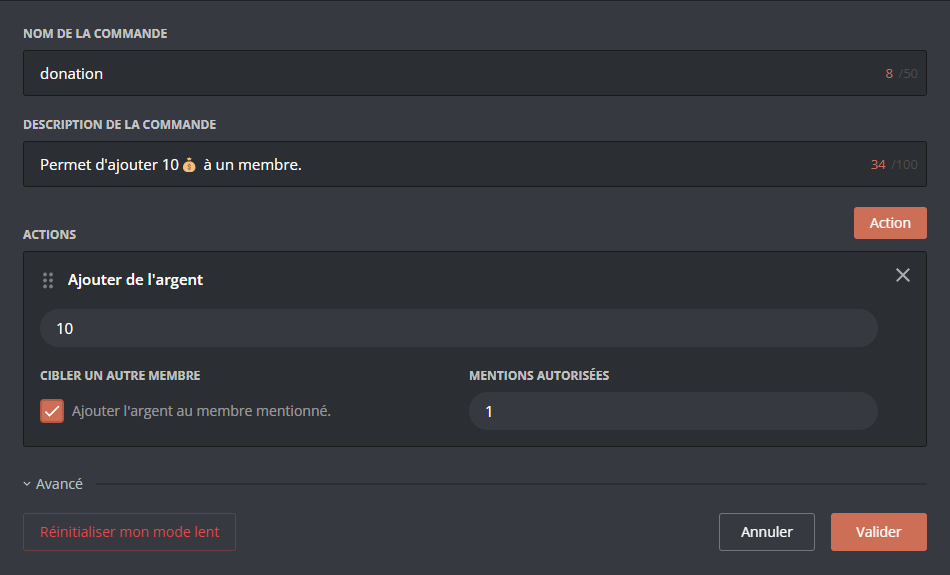 NOM DE LA COMMANDE
donation
8 /50
DESCRIPTION DE LA COMMANDE
Permet d'ajouter 10💰 à un membre.
34 /100
Action
ACTIONS
Ajouter de l'argent
10
CIBLER UN AUTRE MEMBRE
MENTIONS AUTORISÉES
Ajouter l'argent au membre mentionné.
1
Avancé
Réinitialiser mon mode lent
Annuler
Valider